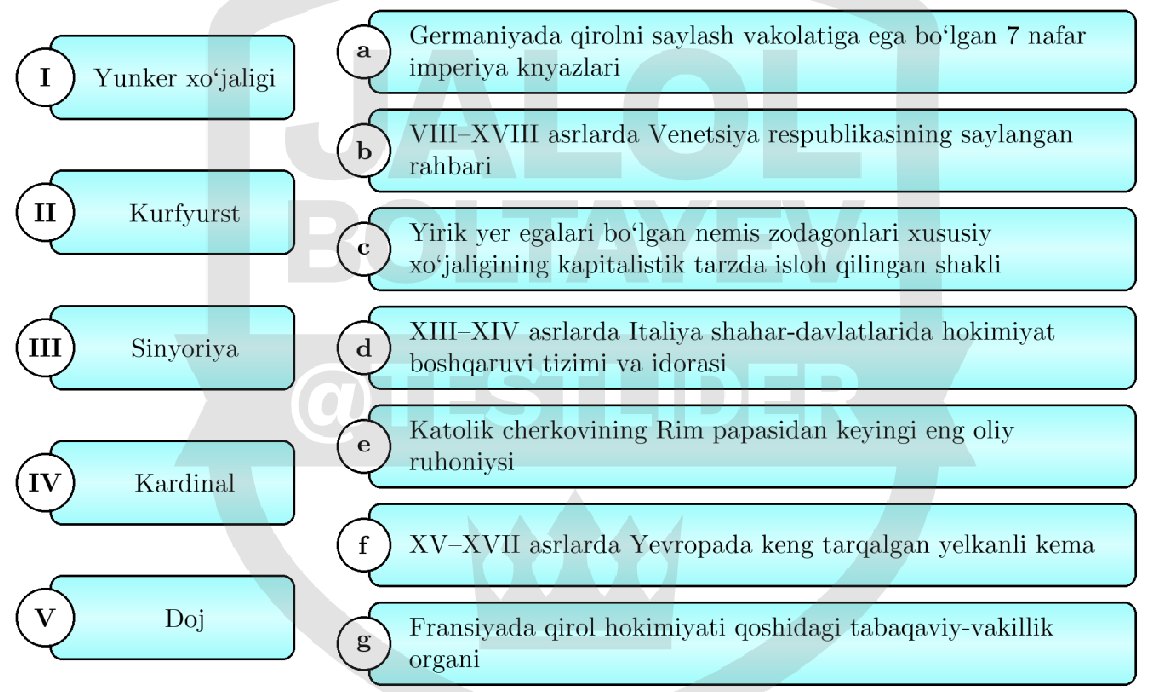 I
Yunker xo‘jaligi
II
Kurfyurst
III
Sinyoriya
IV
Kardinal
V
Doj
a
Germaniyada qirolni saylash vakolatiga ega bo‘lgan 7 nafar
imperiya knyazlari
b
VIII–XVIII asrlarda Venetsiya respublikasining saylangan
rahbari
c
Yirik yer egalari bo‘lgan nemis zodagonlari xususiy
xo‘jaligining kapitalistik tarzda isloh qilingan shakli
d
XIII–XIV asrlarda Italiya shahar-davlatlarida hokimiyat
boshqaruvi tizimi va idorasi
e
Katolik cherkovining Rim papasidan keyingi eng oliy
ruhoniysi
f
XV–XVII asrlarda Yevropada keng tarqalgan yelkanli kema
g
Fransiyada qirol hokimiyati qoshidagi tabaqaviy-vakillik
organi
JALOL
BOLTAYEV
@TESTLIDER